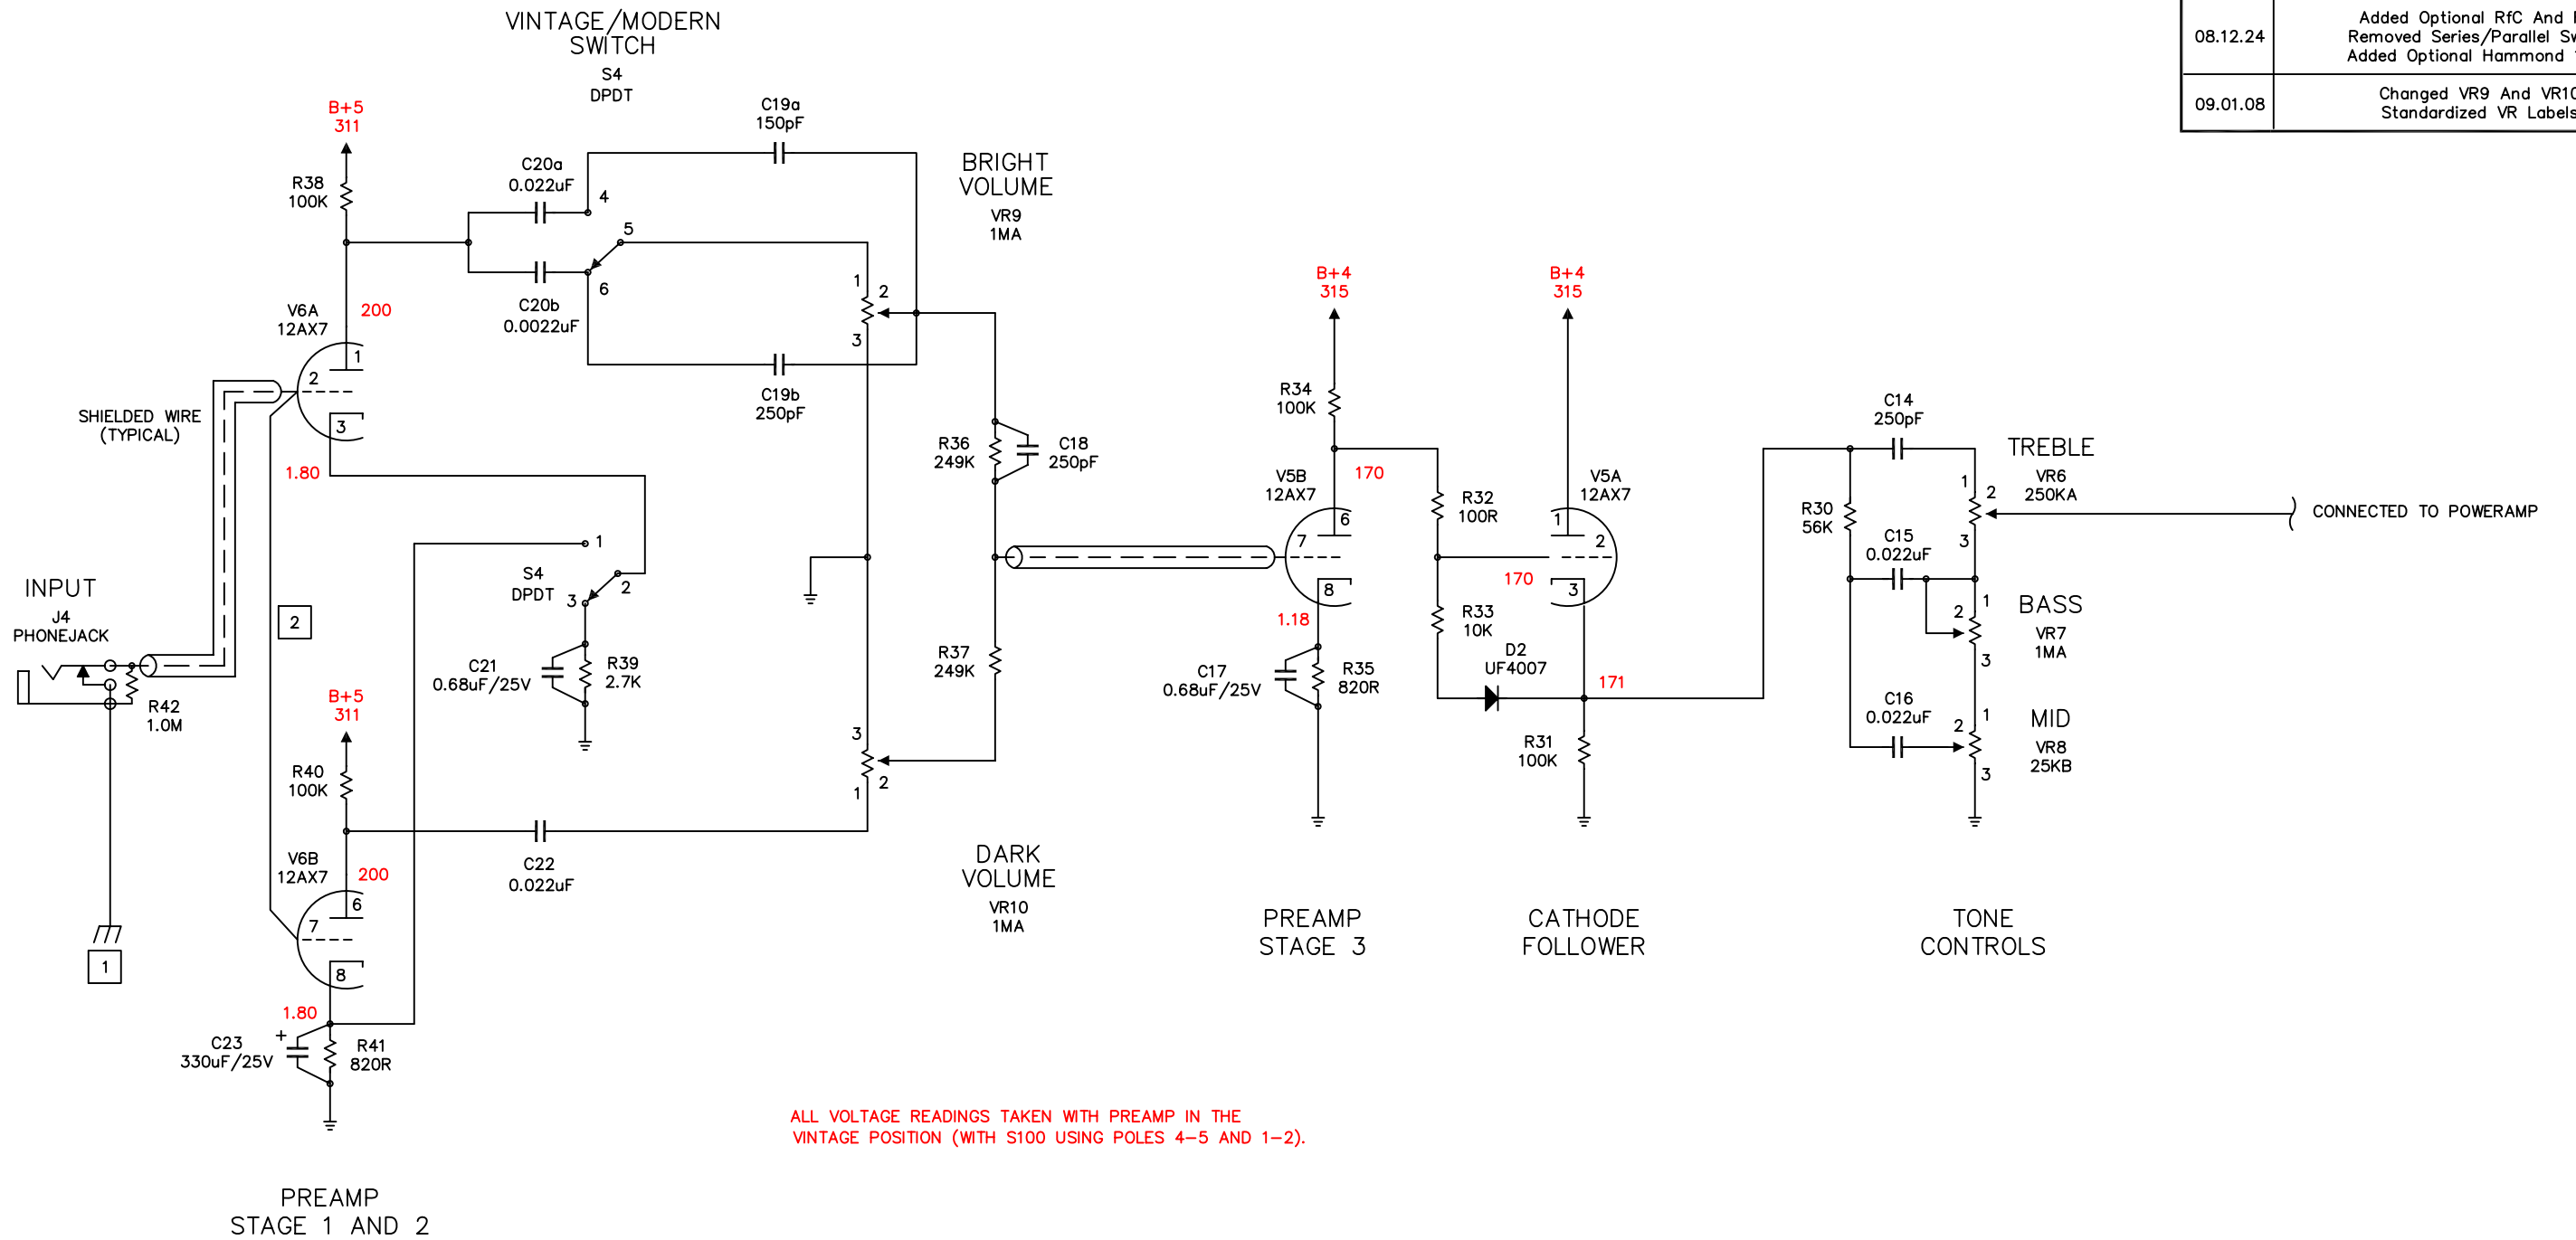 VINTAGE/MODERN
SWITCH
S4
DPDT
08.12.24
Added Optional RfC And
Removed Series/Parallel
Added Optional Hammond
09.01.08
Changed VR9 And VR10
Standardized VR Labels
B+5
311
R38
100K
C20a
0.022uF
C19a
150pF
4
5
6
C20b
0.0022uF
C19b
250pF
BRIGHT
VOLUME
VR9
1MA
1
2
3
V6A
12AX7
200
1
2
3
1.80
SHIELDED WIRE
(TYPICAL)
R36
249K
C18
250pF
B+4
315
R34
100K
V5B
12AX7
170
6
7
8
1.18
C17
0.68uF/25V
R35
820R
B+4
315
R32
100R
V5A
12AX7
1
2
3
170
R33
10K
D2
UF4007
171
R31
100K
C14
250pF
TREBLE
VR6
250KA
1
2
3
CONNECTED TO POWERAMP
R30
56K
C15
0.022uF
1
2
3
BASS
VR7
1MA
C16
0.022uF
1
2
3
MID
VR8
25KB
INPUT
J4
PHONEJACK
R42
1.0M
2
1
S4
DPDT
1
2
3
C21
0.68uF/25V
R39
2.7K
R37
249K
3
2
1
B+5
311
R40
100K
C22
0.022uF
V6B
12AX7
200
6
7
8
1.80
C23
330uF/25V
+
R41
820R
DARK
VOLUME
VR10
1MA
PREAMP
STAGE 3
CATHODE
FOLLOWER
TONE
CONTROLS
ALL VOLTAGE READINGS TAKEN WITH PREAMP IN THE
VINTAGE POSITION (WITH S100 USING POLES 4-5 AND 1-2).
PREAMP
STAGE 1 AND 2